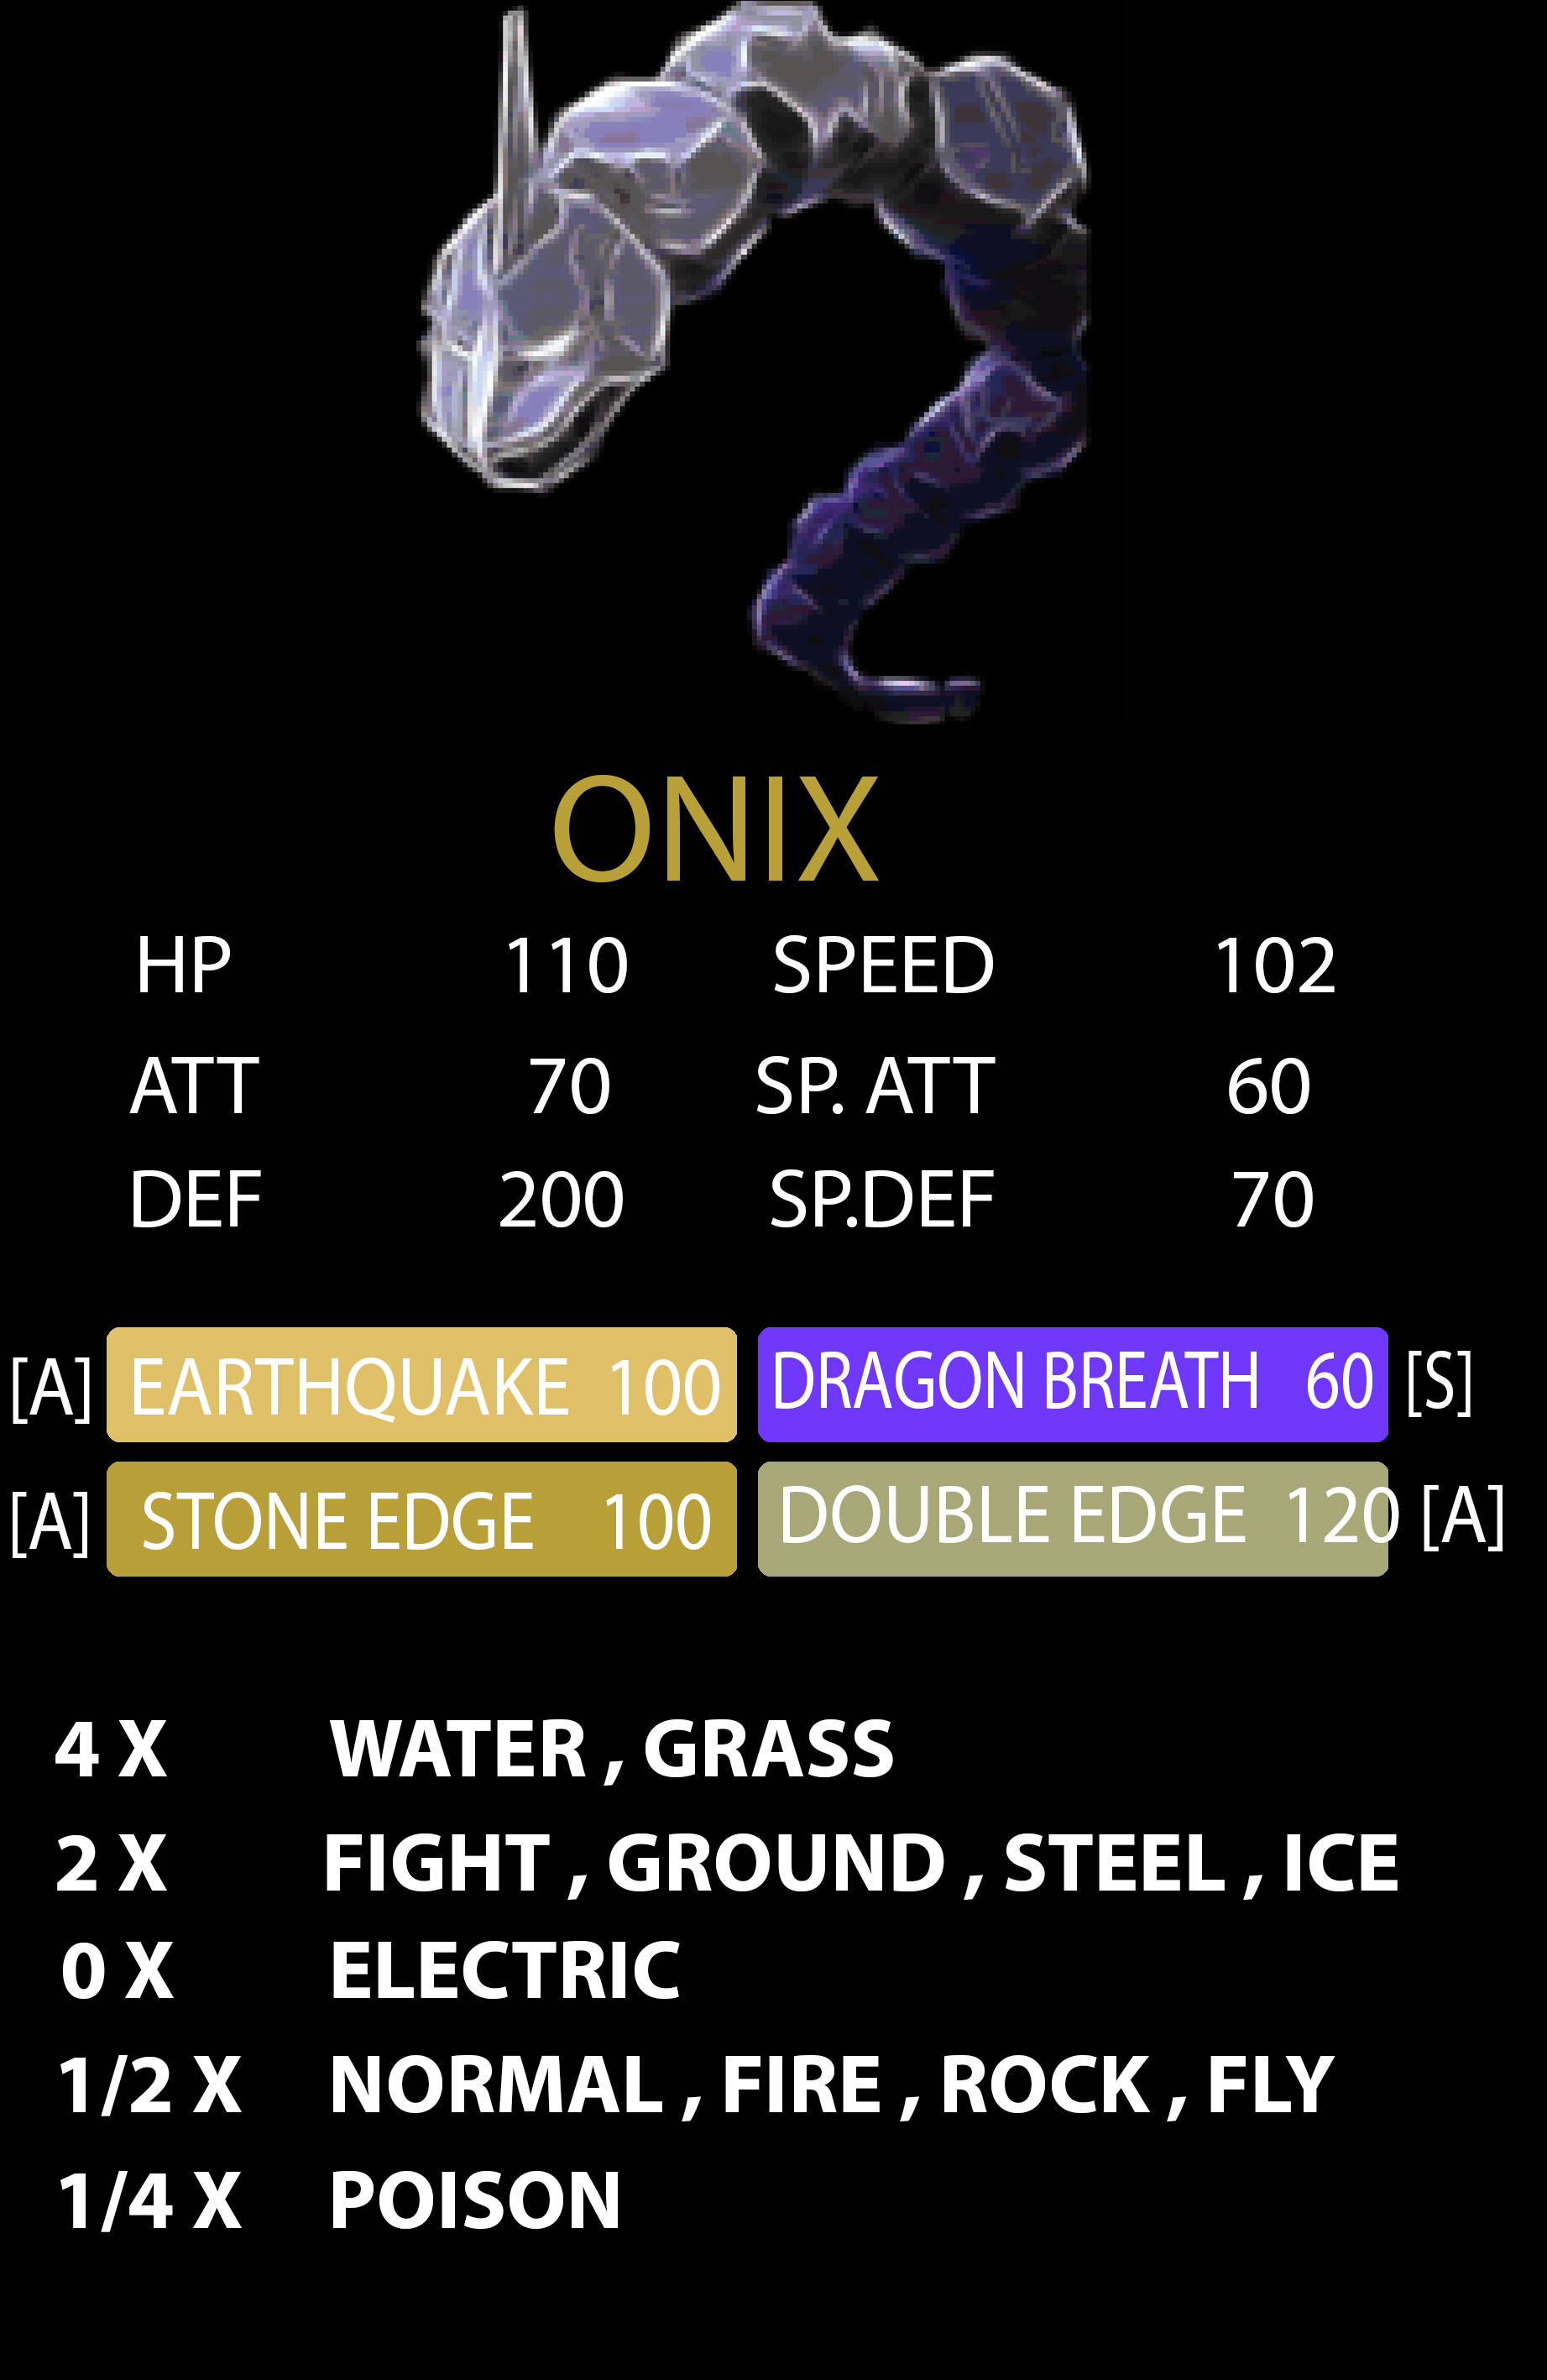 ONIX
HP 110 SPEED 102
ATT 70 SP. ATT 60
DEF 200 SP.DEF 70
[A] EARTHQUAKE 100 DRAGON BREATH 60 [S]
[A] STONE EDGE 100 DOUBLE EDGE 120 [A]
4 X WATER , GRASS
2 X FIGHT , GROUND , STEEL , ICE
0 X ELECTRIC
1/2 X NORMAL , FIRE , ROCK , FLY
1/4 X POISON